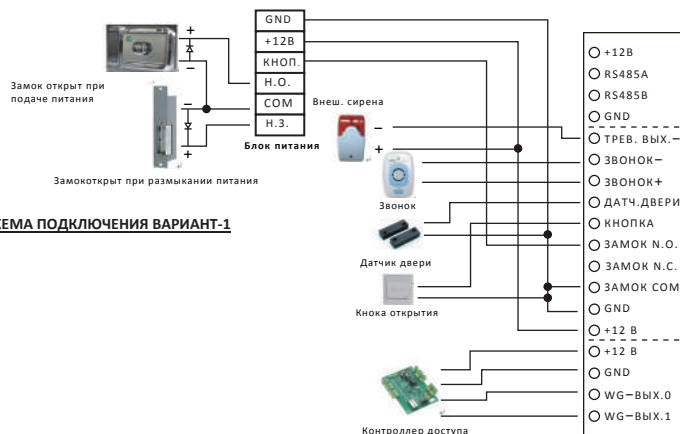 GND
+12В
КНОП.
Н.О.
COM
Н.З.
Блок питания
+
−
Замок открыт при
подаче питания
−
+
Замокоткрыт при размыкании питания
ЕМА ПОДКЛЮЧЕНИЯ ВАРИАНТ-1
Внеш. сирена
−
+
Звонок
Датчик двери
Кнока открытия
Контроллер доступа
+12В
RS485A
RS485B
GND
ТРЕВ. ВЫХ.−
ЗВОНОК−
ЗВОНОК+
ДАТЧ.ДВЕРИ
КНОПКА
ЗАМОК N.O.
ЗАМОК N.C.
ЗАМОК COM
GND
+12 В
+12 В
GND
WG−ВЫХ.0
WG−ВЫХ.1